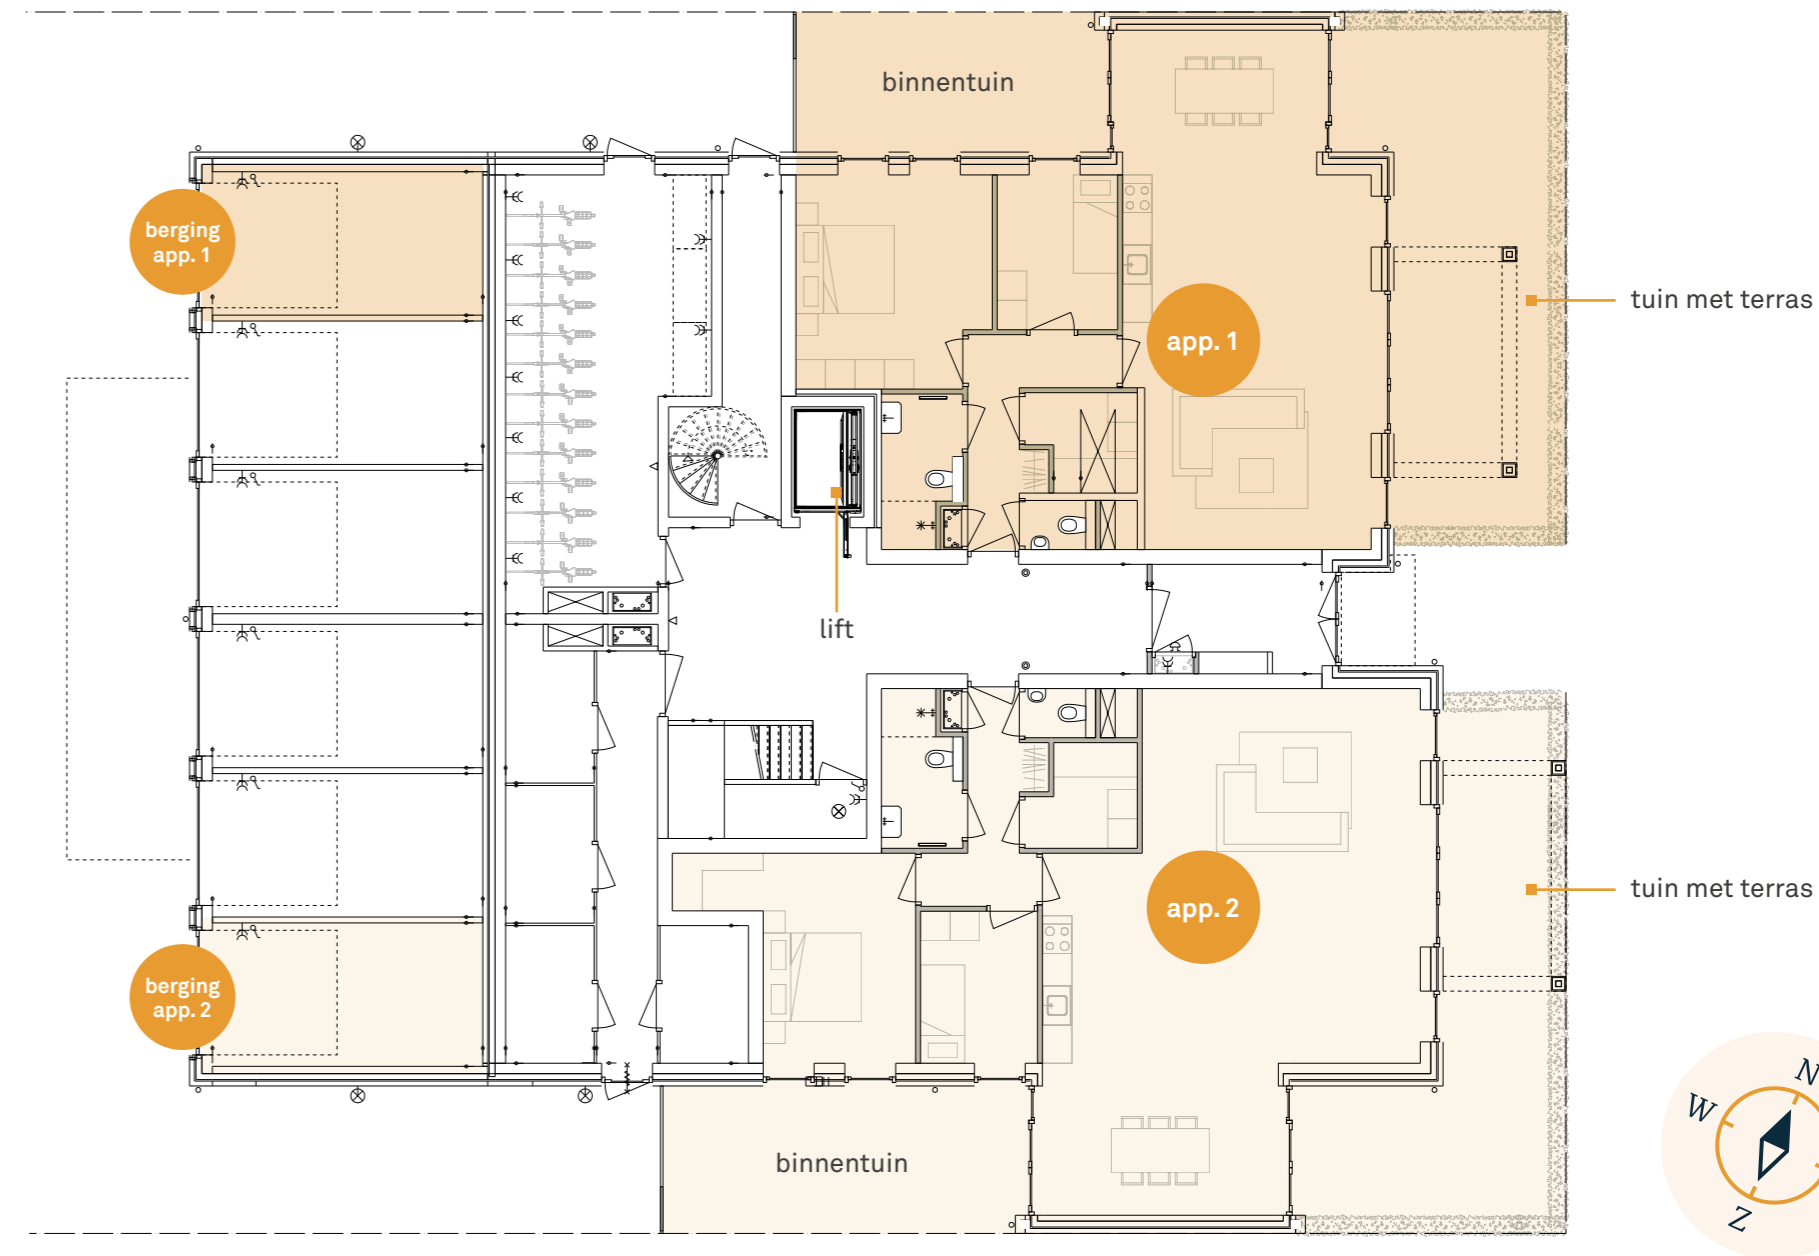 binnentuin
berging
app. 1
tuin met terras
app. 1
lift
tuin met terras
app. 2
berging
app. 2
binnentuin
N
W
Z